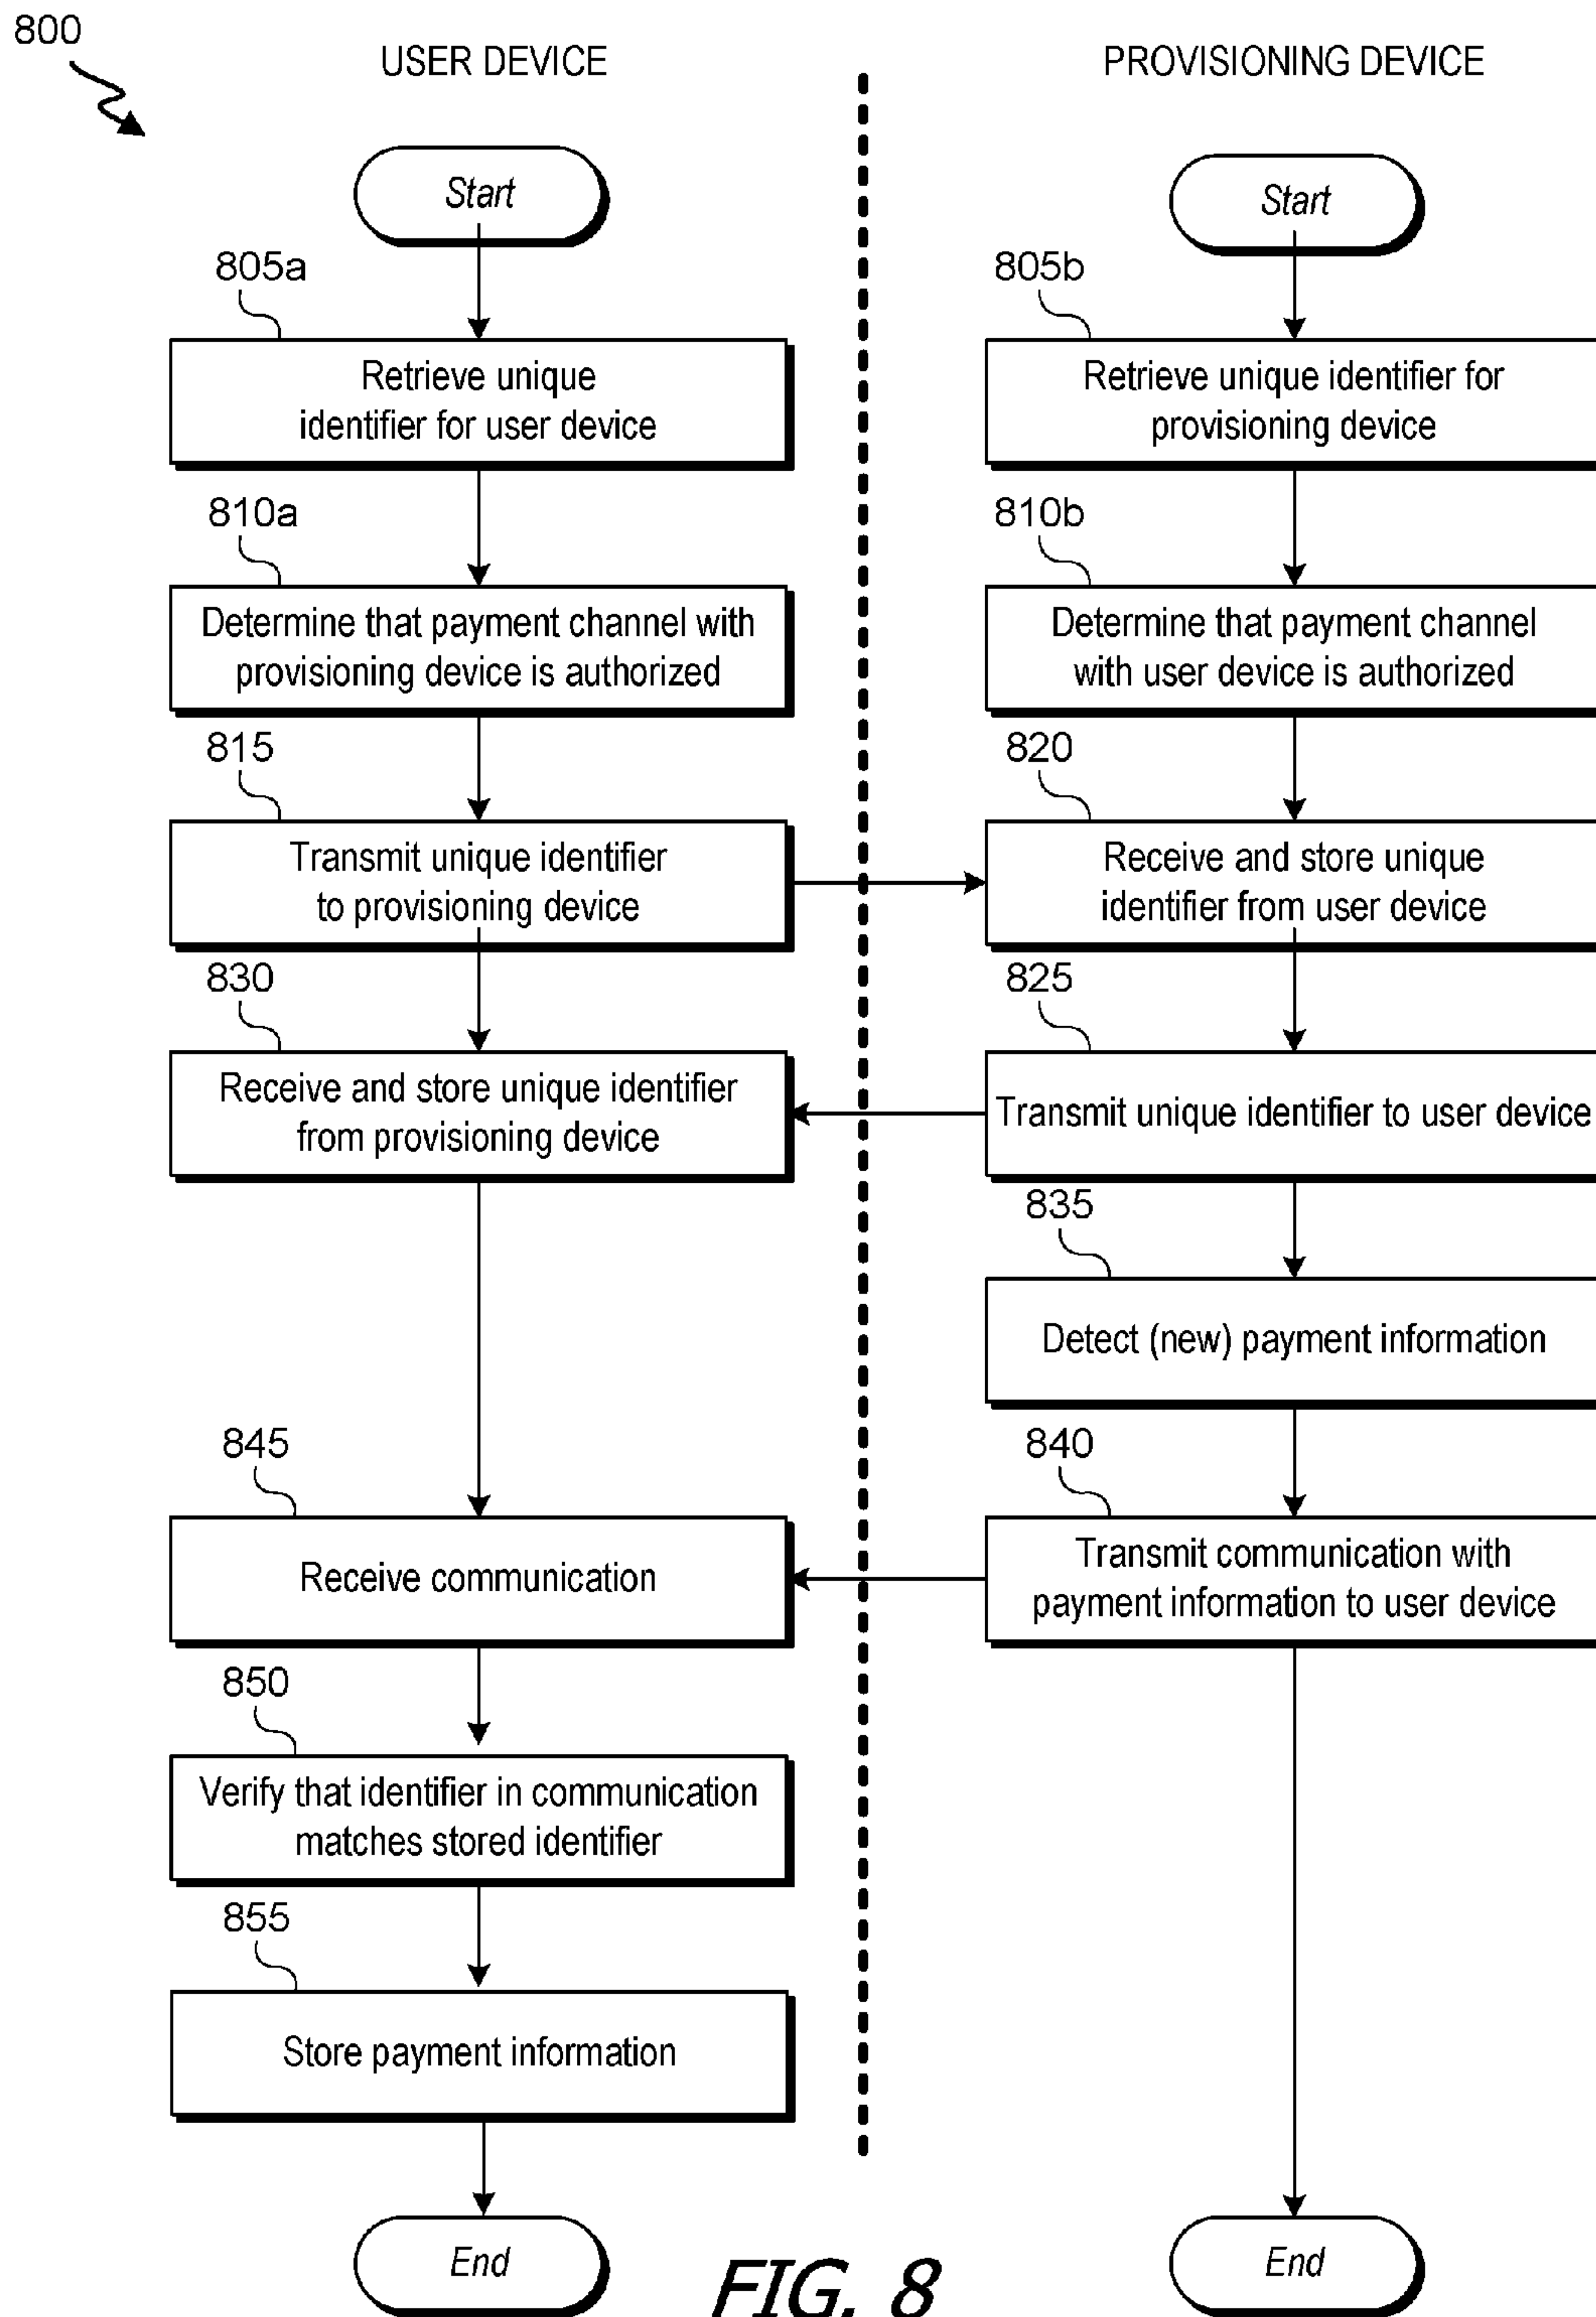 800
USER DEVICE
PROVISIONING DEVICE
Start
Start
805a
805b
Retrieve unique
identifier for user device
Retrieve unique identifier for
provisioning device
810a
810b
Determine that payment channel with
provisioning device is authorized
Determine that payment channel
with user device is authorized
815
820
Transmit unique identifier
to provisioning device
Receive and store unique
identifier from user device
830
825
Receive and store unique identifier
from provisioning device
Transmit unique identifier to user device
835
Detect (new) payment information
845
840
Receive communication
Transmit communication with
payment information to user device
850
Verify that identifier in communication
matches stored identifier
855
Store payment information
End
End
FIG. 8